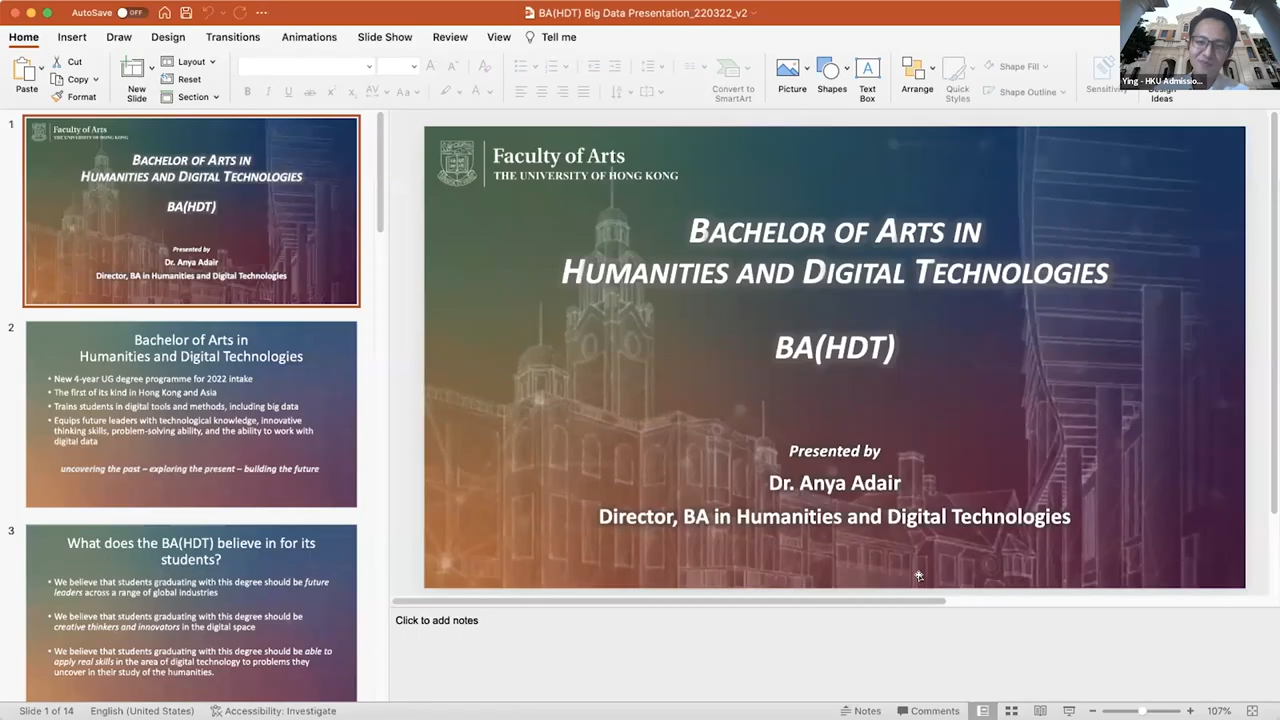 AutoSave OFF
BA(HDT) Big Data Presentation_220322_v2
Home Insert Draw Design Transitions Animations Slide Show Review View Tell me
Paste
Cut
Copy
Format
New Slide
Layout
Reset
Section
Convert to SmartArt
Picture
Shapes
Text Box
Arrange
Quick Styles
Shape Fill
Shape Outline
Sensitivity
Design Ideas
Ying - HKU Admissio...
1
Faculty of Arts
THE UNIVERSITY OF HONG KONG
BACHELOR OF ARTS IN
HUMANITIES AND DIGITAL TECHNOLOGIES
BA(HDT)
Presented by
Dr. Anya Adair
Director, BA in Humanities and Digital Technologies
2
Bachelor of Arts in
Humanities and Digital Technologies
• New 4-year UG degree programme for 2022 intake
• The first of its kind in Hong Kong and Asia
• Trains students in digital tools and methods, including big data
• Equips future leaders with technological knowledge, innovative
thinking skills, problem-solving ability, and the ability to work with
digital data
uncovering the past – exploring the present – building the future
3
What does the BA(HDT) believe in for its
students?
• We believe that students graduating with this degree should be future
leaders across a range of global industries
• We believe that students graduating with this degree should be
creative thinkers and innovators in the digital space
• We believe that students graduating with this degree should be able to
apply real skills in the area of digital technology to problems they
uncover in their study of the humanities.
Faculty of Arts
THE UNIVERSITY OF HONG KONG
BACHELOR OF ARTS IN
HUMANITIES AND DIGITAL TECHNOLOGIES
BA(HDT)
Presented by
Dr. Anya Adair
Director, BA in Humanities and Digital Technologies
Click to add notes
Slide 1 of 14 English (United States) Accessibility: Investigate
Notes Comments 107%